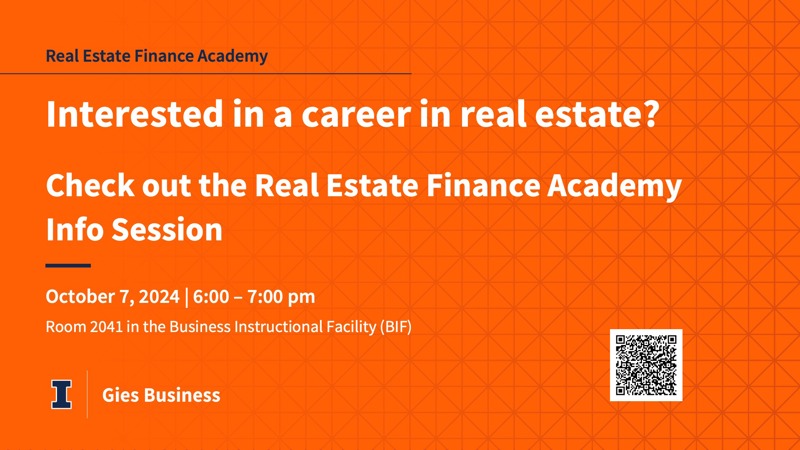 Real Estate Finance Academy
Interested in a career in real estate?
Check out the Real Estate Finance Academy
Info Session
October 7, 2024 | 6:00 – 7:00 pm
Room 2041 in the Business Instructional Facility (BIF)
I
Gies Business